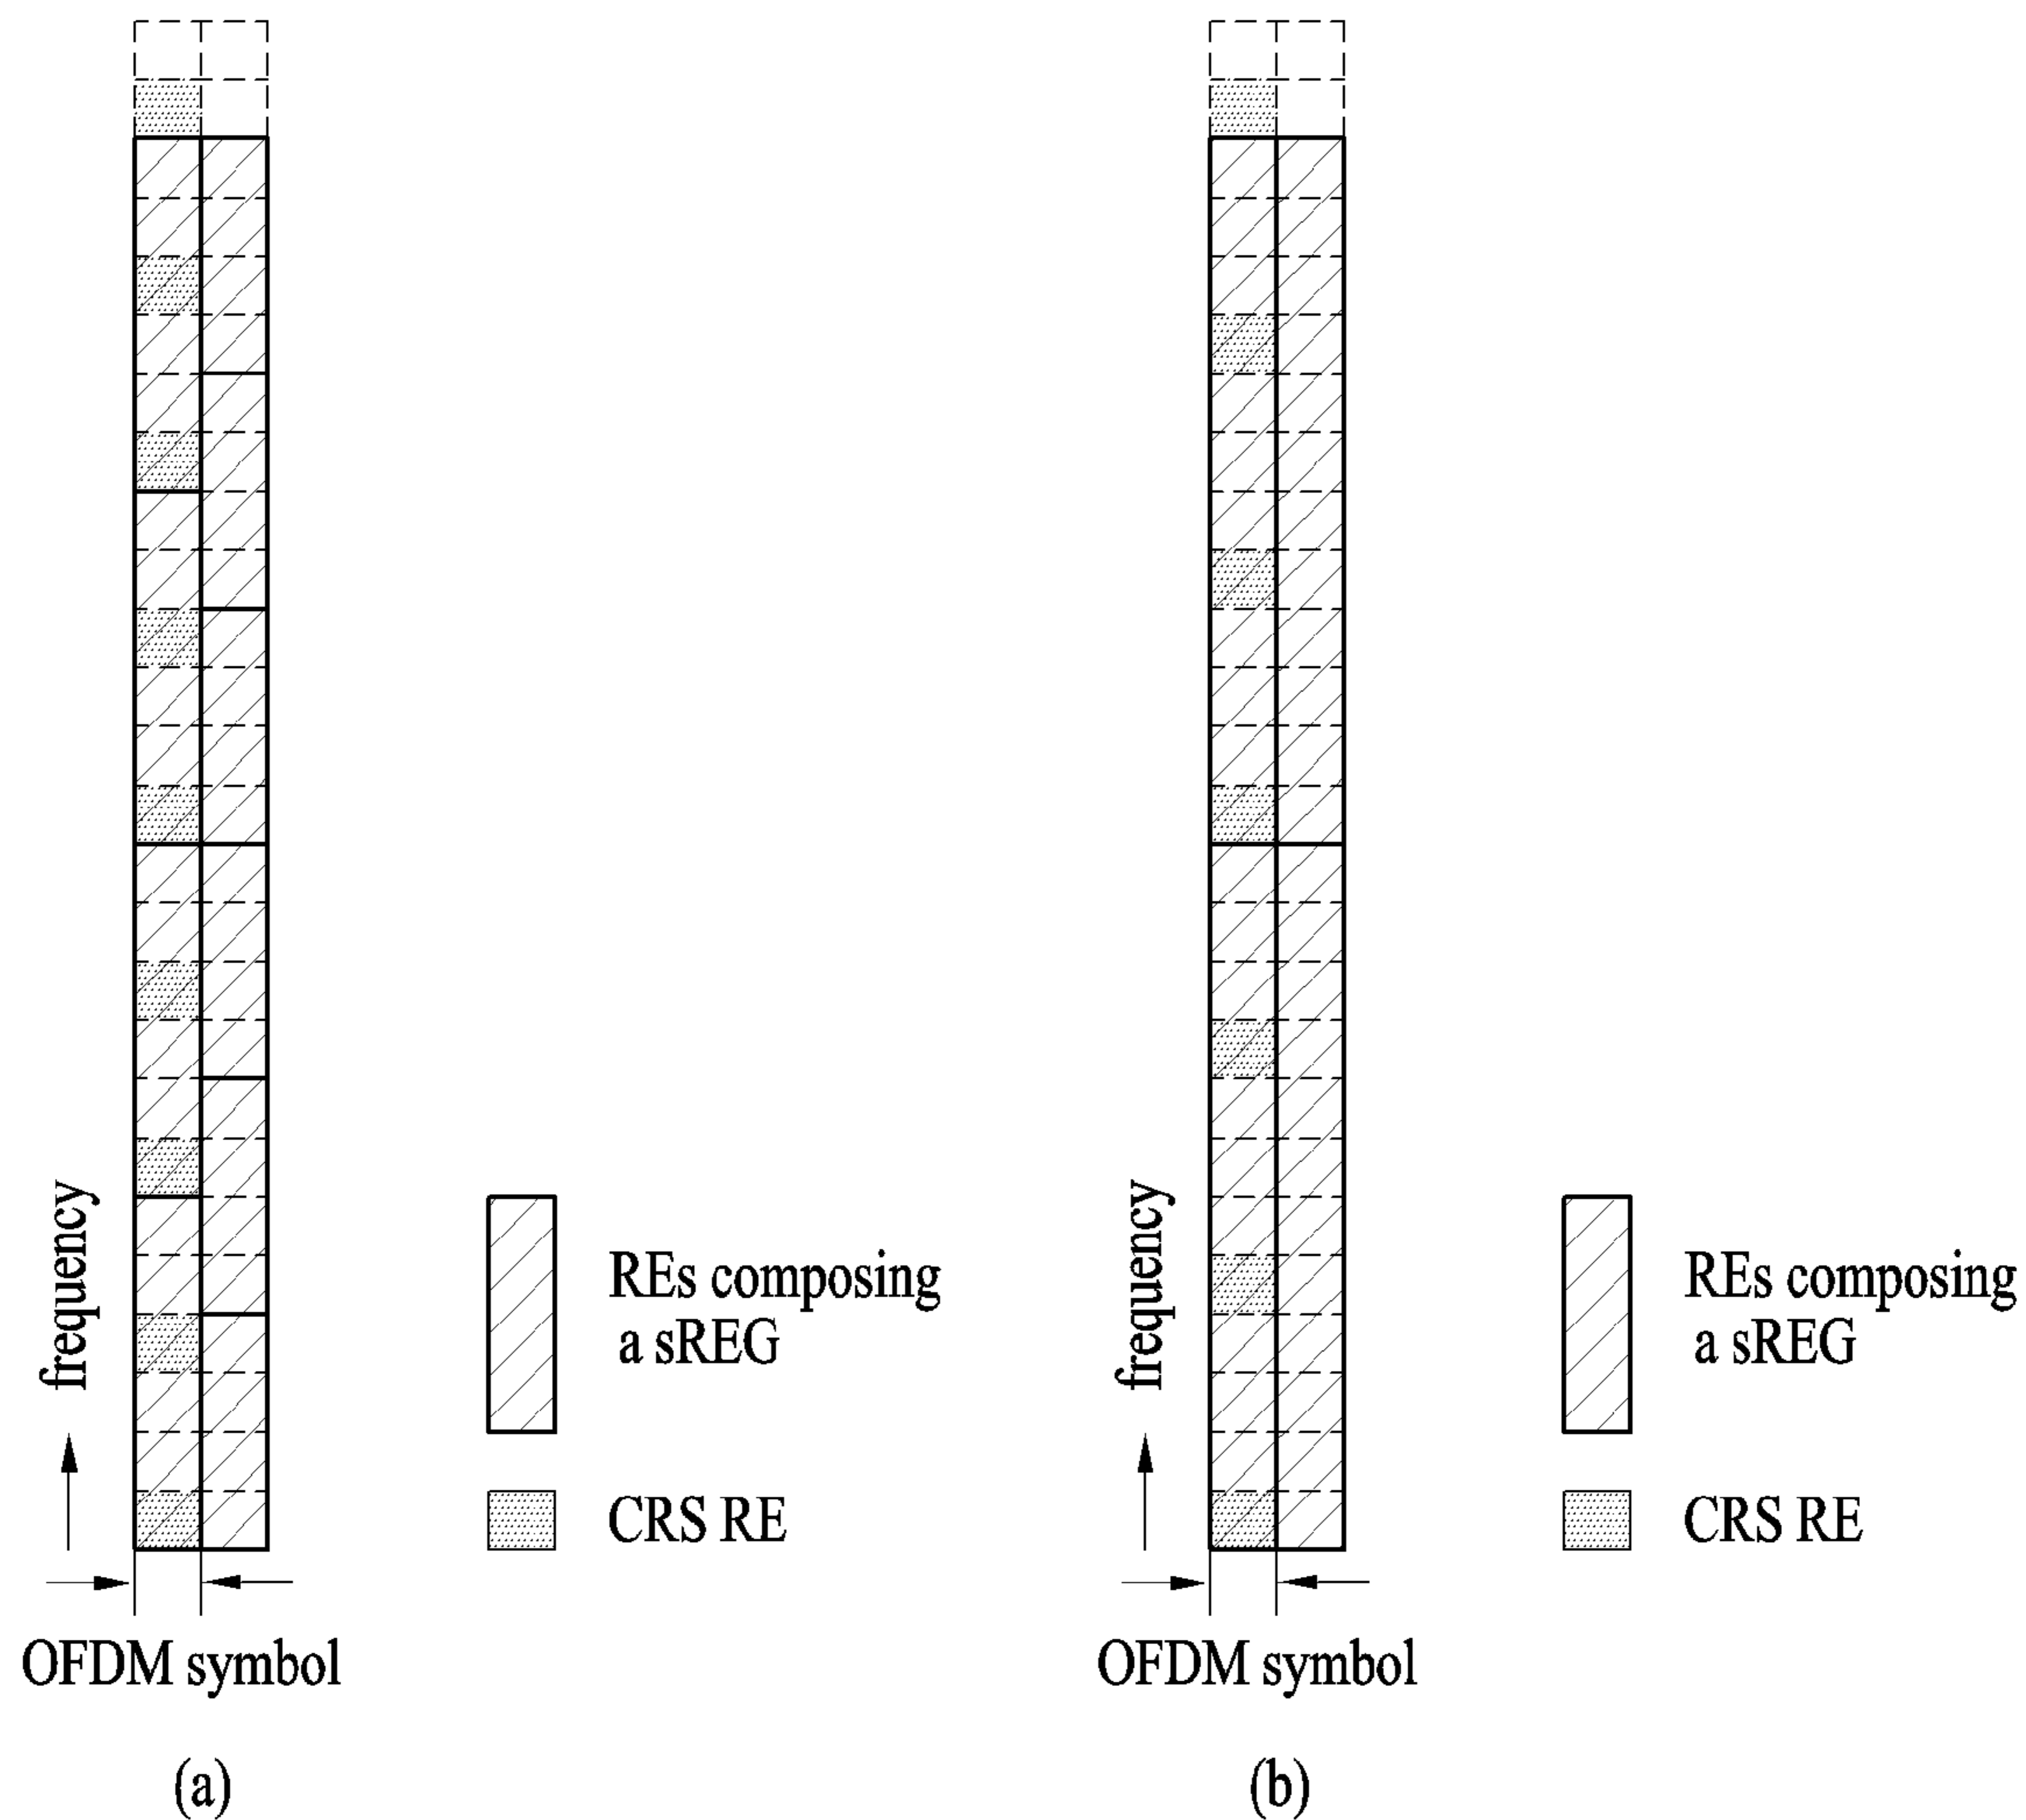 frequency
REs composing
a sREG
CRS RE
OFDM symbol
(a)
frequency
REs composing
a sREG
CRS RE
OFDM symbol
(b)